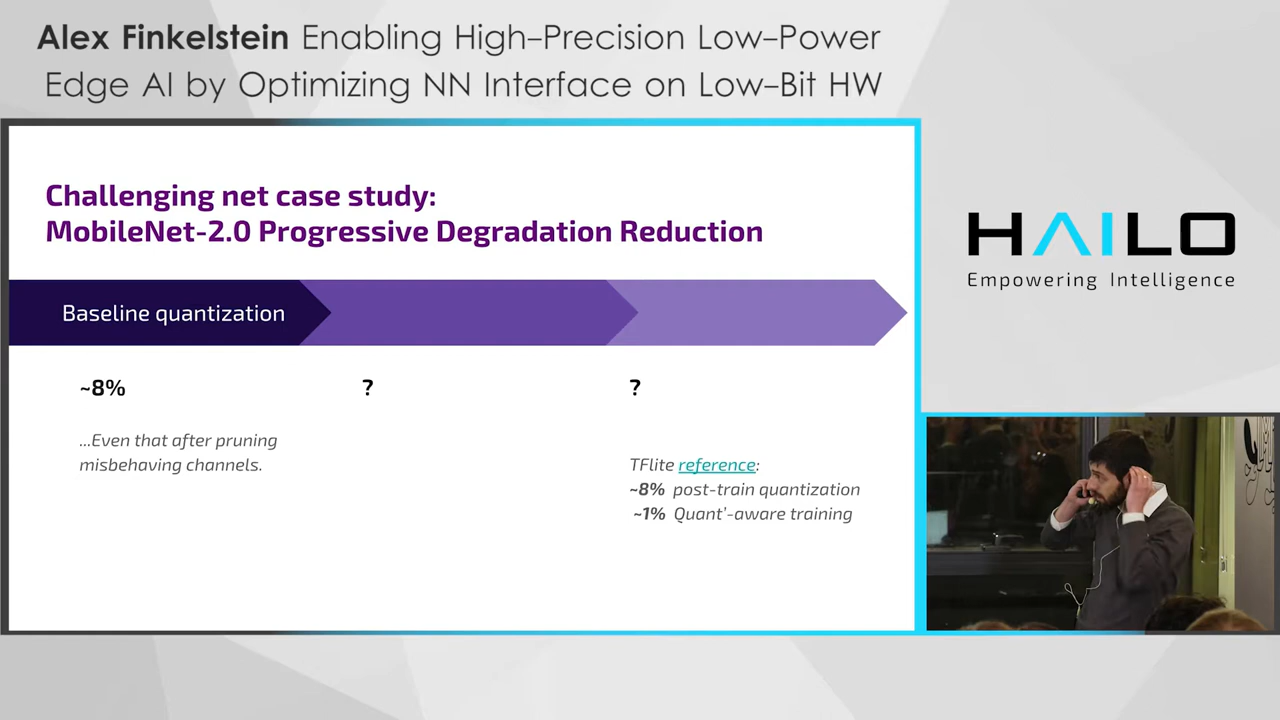 Alex Finkelstein Enabling High-Precision Low-Power
Edge AI by Optimizing NN Interface on Low-Bit HW
Challenging net case study:
MobileNet-2.0 Progressive Degradation Reduction
Baseline quantization
~8%
?
?
...Even that after pruning
misbehaving channels.
TFlite reference:
~8% post-train quantization
~1% Quant'-aware training
HAILO
Empowering Intelligence